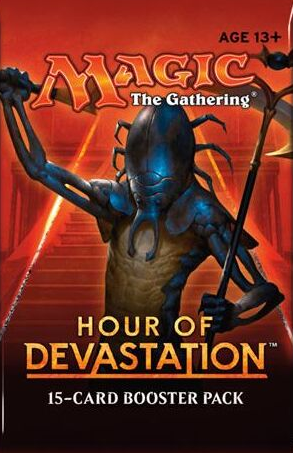 AGE 13+
MAGIC
The Gathering®
HOUR OF
DEVASTATION™
15-CARD BOOSTER PACK